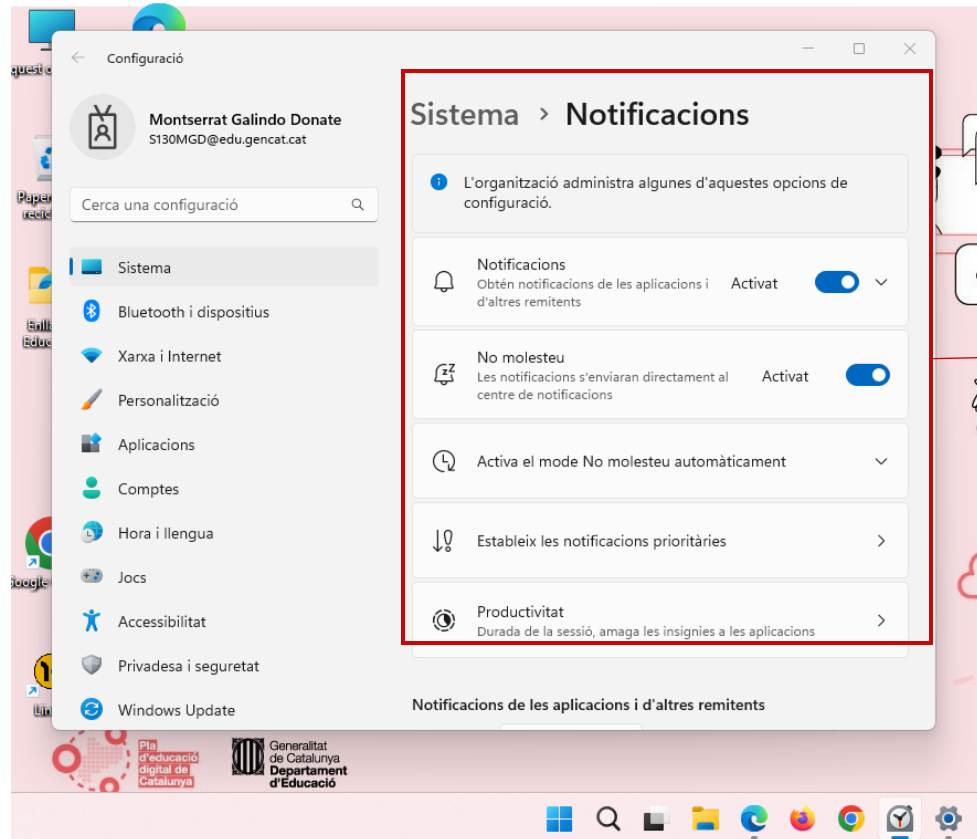 Configuració
Montserrat Galindo Donate
S130MGD@edu.gencat.cat
Cerca una configuració
Sistema
Bluetooth i dispositius
Xarxa i Internet
Personalització
Aplicacions
Comptes
Hora i llengua
Jocs
Accessibilitat
Privadesa i seguretat
Windows Update
Sistema > Notificacions
L'organització administra algunes d'aquestes opcions de
configuració.
Notificacions
Obtén notificacions de les aplicacions i
d'altres remitents
Activat
No molesteu
Les notificacions s'enviaran directament al
centre de notificacions
Activat
Activa el mode No molesteu automàticament
Estableix les notificacions prioritàries
Productivitat
Durada de la sessió, amaga les insígnies a les aplicacions
Notificacions de les aplicacions i d'altres remitents
Google
Pla
d'educació
digital de
Catalunya
Generalitat
de Catalunya
Departament
d'Educació